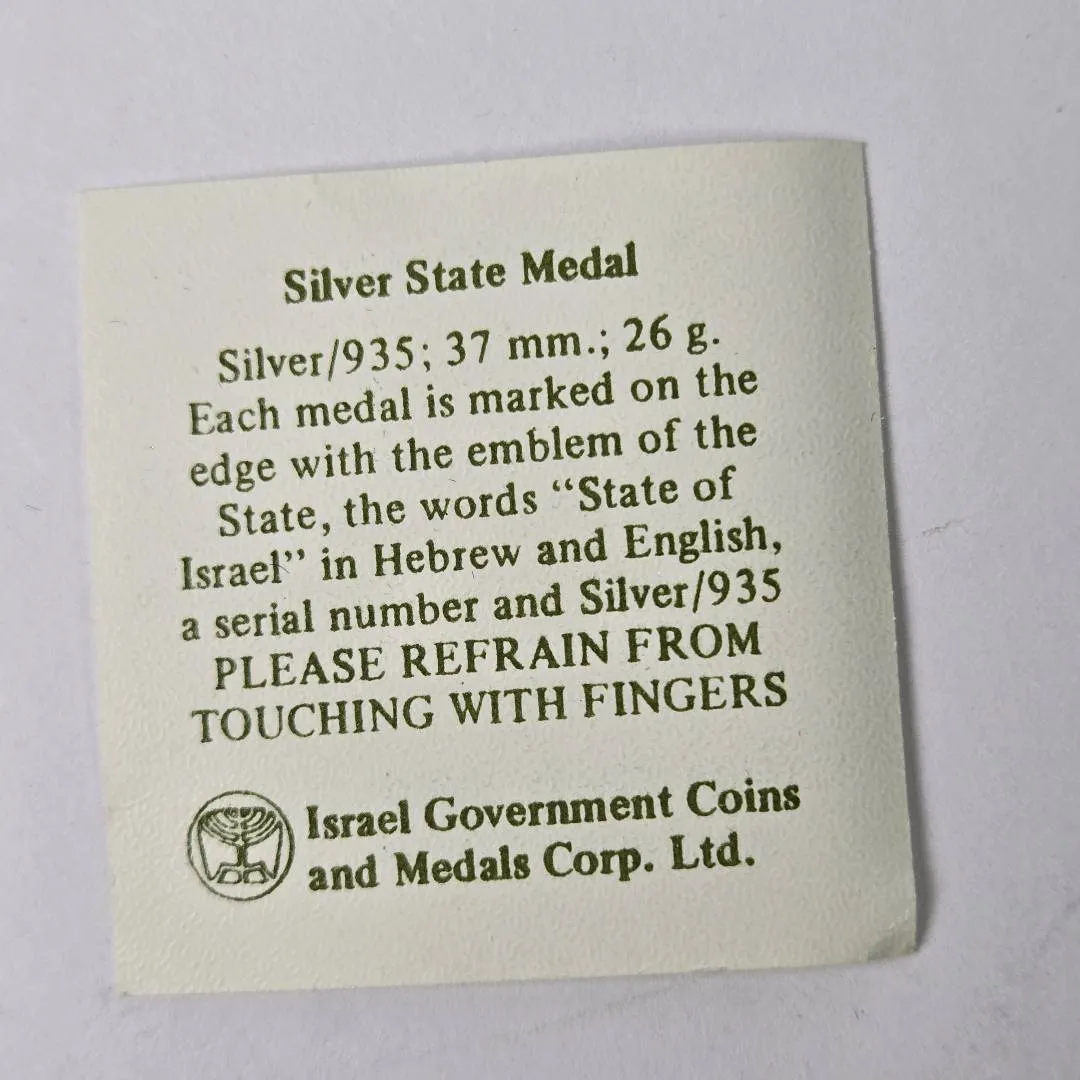 Silver State Medal
Silver/935; 37 mm.; 26 g.
Each medal is marked on the
edge with the emblem of the
State, the words “State of
Israel” in Hebrew and English,
a serial number and Silver/935
PLEASE REFRAIN FROM
TOUCHING WITH FINGERS
Israel Government Coins
and Medals Corp. Ltd.